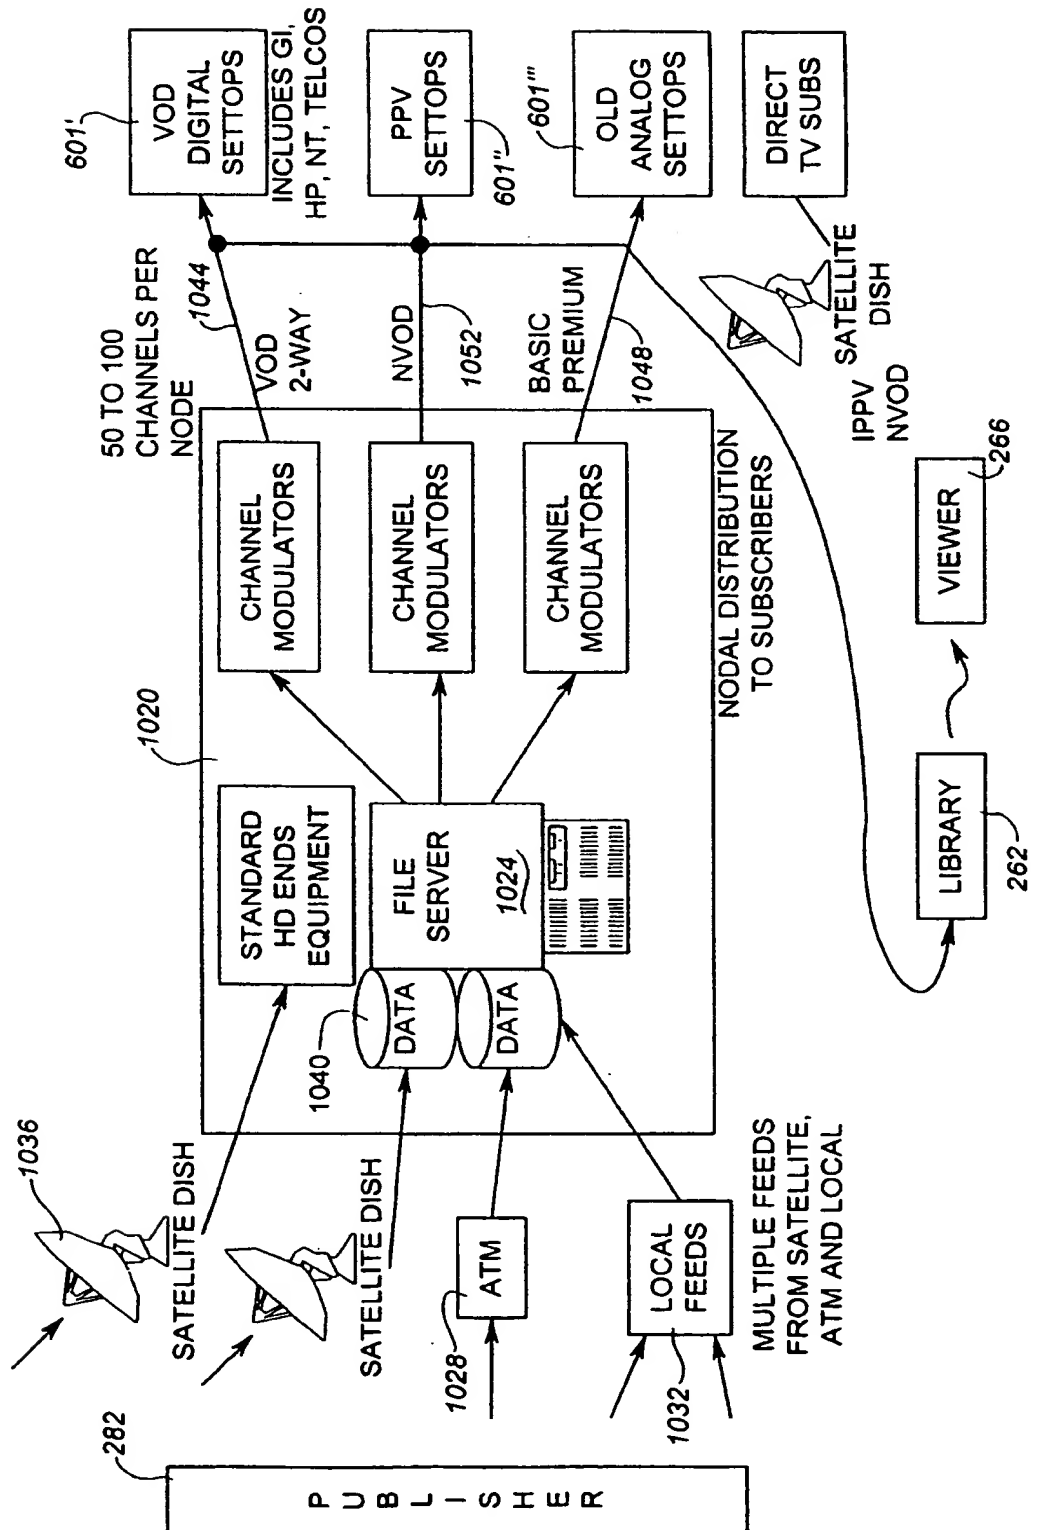 282
PUBLISHER
1036
SATELLITE DISH
SATELLITE DISH
1028
ATM
1032
LOCAL
FEEDS
MULTIPLE FEEDS
FROM SATELLITE,
ATM AND LOCAL
1020
STANDARD
HD ENDS
EQUIPMENT
1040
DATA
DATA
FILE
SERVER
1024
CHANNEL
MODULATORS
CHANNEL
MODULATORS
CHANNEL
MODULATORS
NODAL DISTRIBUTION
TO SUBSCRIBERS
50 TO 100
CHANNELS PER
NODE
1044
VOD
2-WAY
NVOD
1052
BASIC
PREMIUM
1048
601'
VOD
DIGITAL
SETTOPS
INCLUDES GI,
HP, NT, TELCOS
PPV
SETTOPS
601"
601'''
OLD
ANALOG
SETTOPS
DIRECT
TV SUBS
SATELLITE
DISH
IPPV
NVOD
LIBRARY
262
VIEWER
266